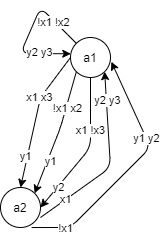 !x1 !x2
y2 y3
a1
x1 x3
!x1 x2
y2 y3
x1 !x3
y1 y2
y1
y1
y2
x1
a2
!x1